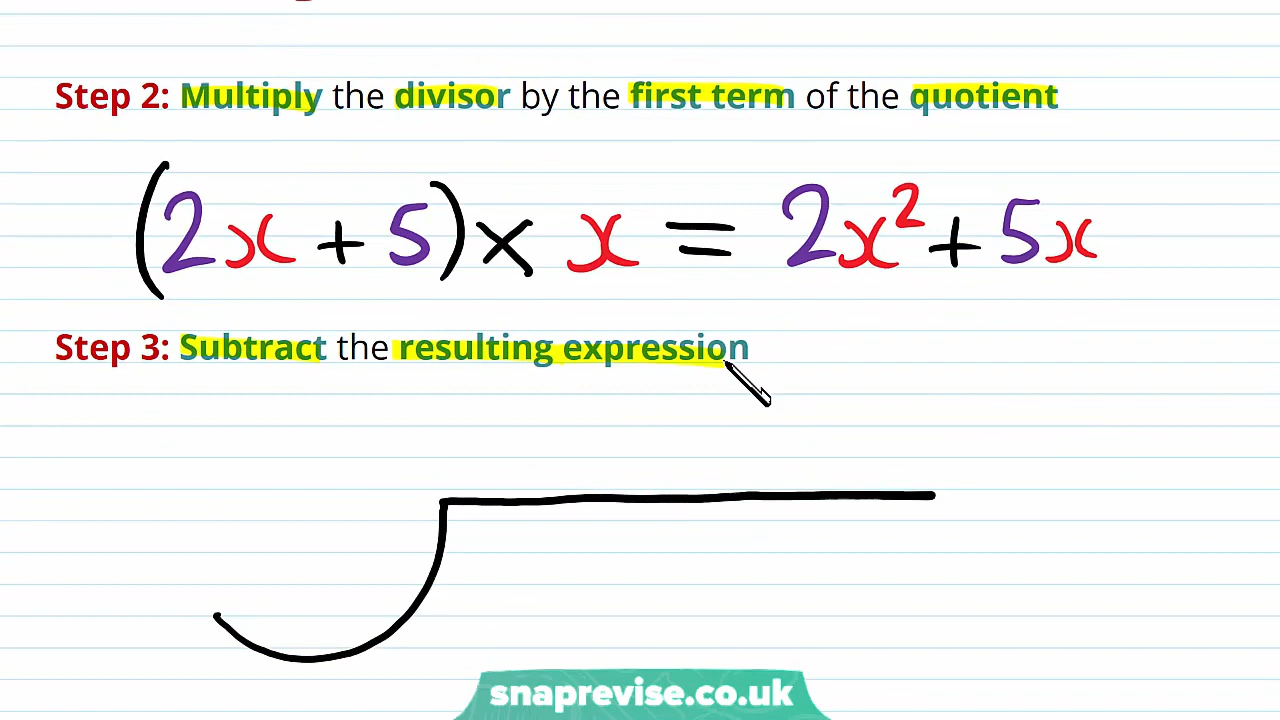 Step 2: Multiply the divisor by the first term of the quotient
(2x + 5) × x = 2x² + 5x
Step 3: Subtract the resulting expression
snaprevise.co.uk